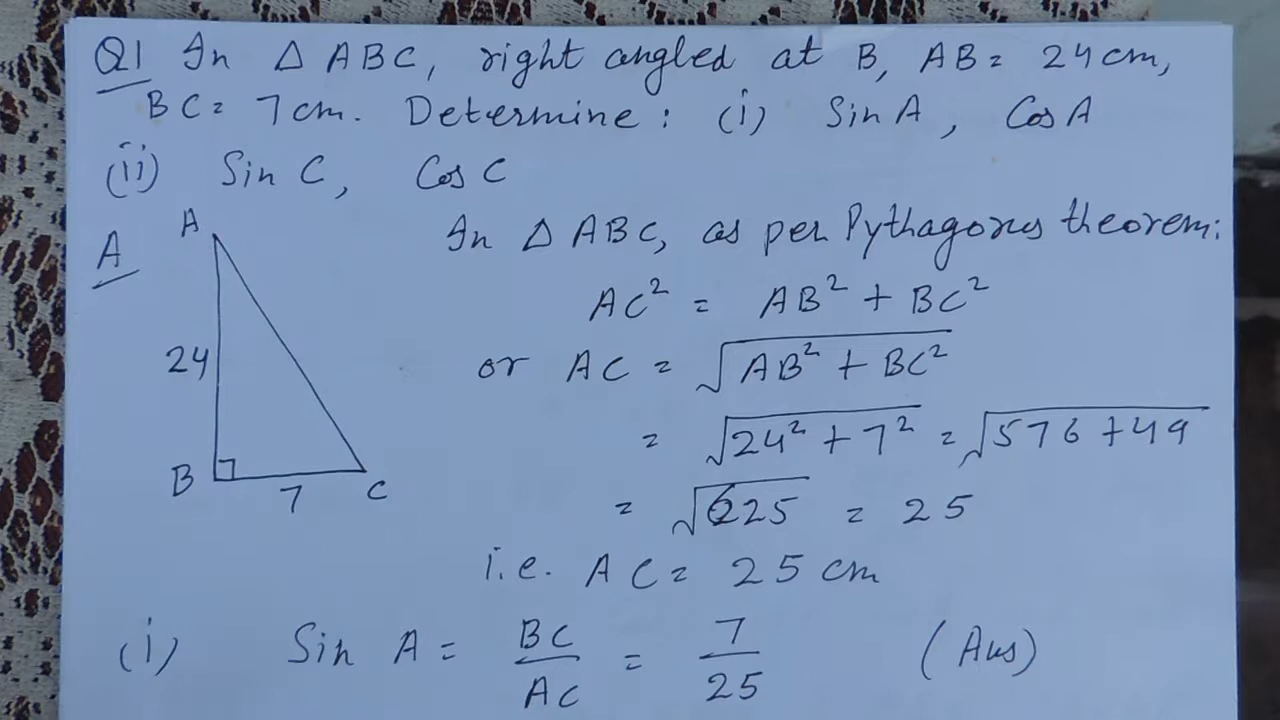 Q1 In Δ ABC, right angled at B, AB = 24 cm,
BC = 7 cm. Determine : (i) Sin A, Cos A
(ii) Sin C, Cos C
A
A
24
B
7
C
In Δ ABC, as per Pythagorus theorem:
AC² = AB² + BC²
or AC = √(AB² + BC²)
= √(24² + 7²) = √(576 + 49)
= √625 = 25
i.e. AC = 25 cm
(i) Sin A = BC/AC = 7/25 (Ans)